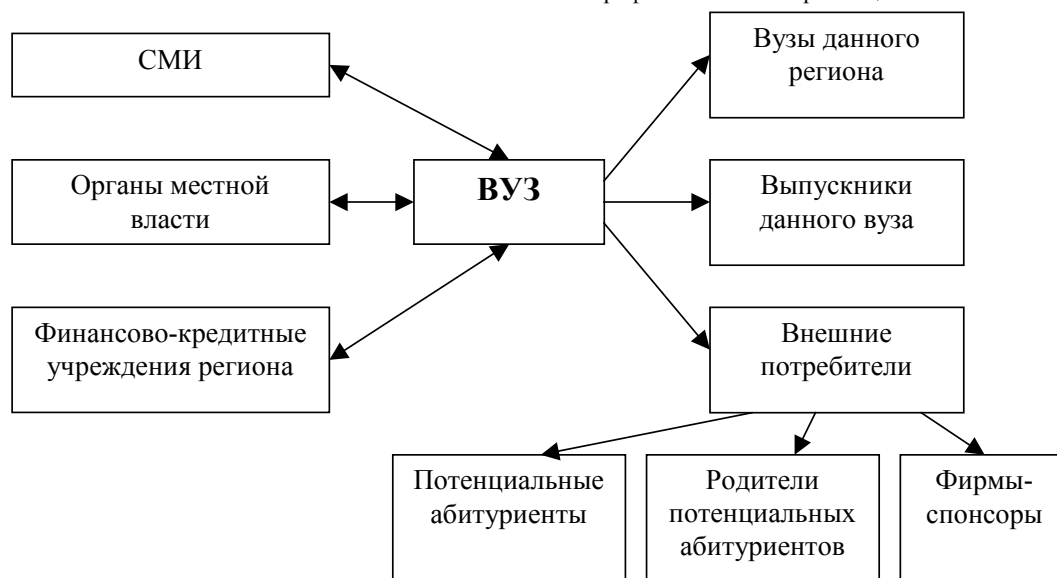 СМИ
Вузы данного
региона
Органы местной
власти
ВУЗ
Выпускники
данного вуза
Финансово-кредитные
учреждения региона
Внешние
потребители
Потенциальные
абитуриенты
Родители
потенциальных
абитуриентов
Фирмы-
спонсоры